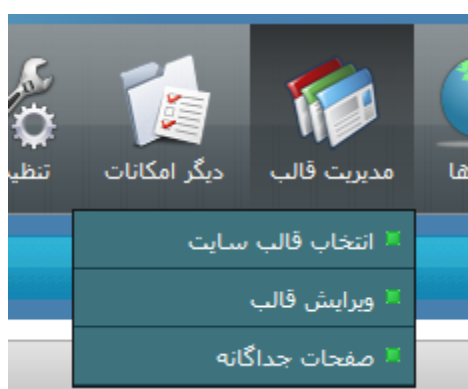 مدیریت قالب
دیگر امکانات
انتخاب قالب سایت
ویرایش قالب
صفحات جداگانه